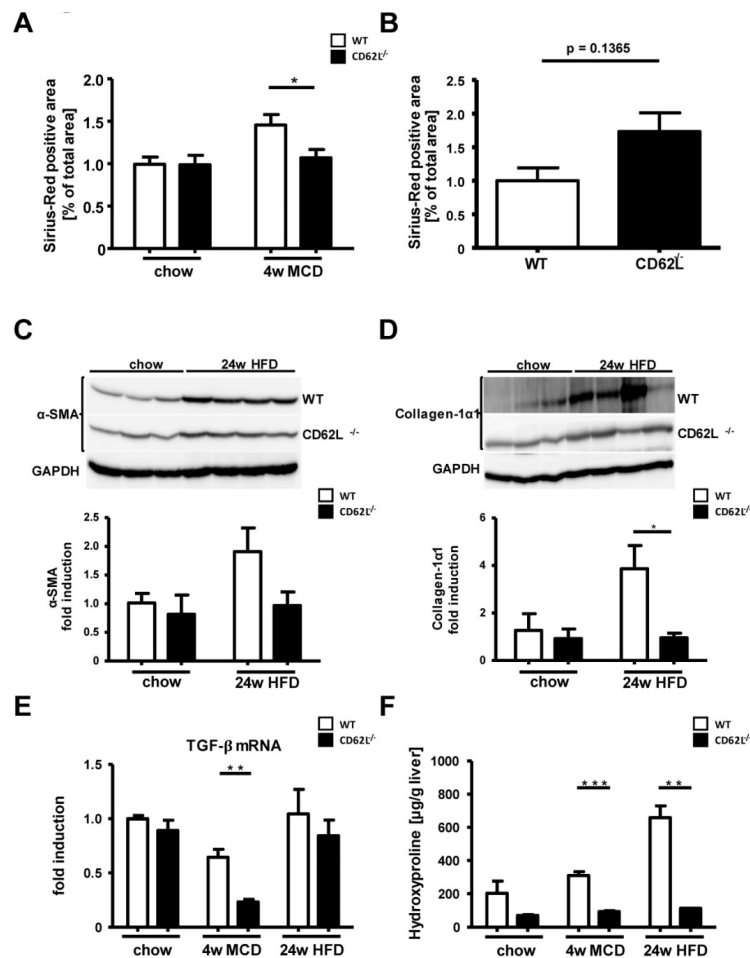 A
WT
CD62L-/-
Sirius-Red positive area
[% of total area]
2.0
1.5
1.0
0.5
0
*
chow
4w MCD
B
p = 0.1365
Sirius-Red positive area
[% of total area]
2.5
2.0
1.5
1.0
0.5
0
WT
CD62L-/-
C
chow
24w HFD
α-SMA
WT
CD62L -/-
GAPDH
WT
CD62L-/-
α-SMA
fold induction
2.5
2.0
1.5
1.0
0.5
0
chow
24w HFD
D
chow
24w HFD
Collagen-1α1
WT
CD62L -/-
GAPDH
WT
CD62L-/-
Collagen-1α1
fold induction
6
4
2
0
*
chow
24w HFD
E
WT
CD62L-/-
TGF-β mRNA
fold induction
1.5
1.0
0.5
0
**
chow
4w MCD
24w HFD
F
WT
CD62L-/-
Hydroxyproline [µg/g liver]
1000
800
600
400
200
0
***
**
chow
4w MCD
24w HFD